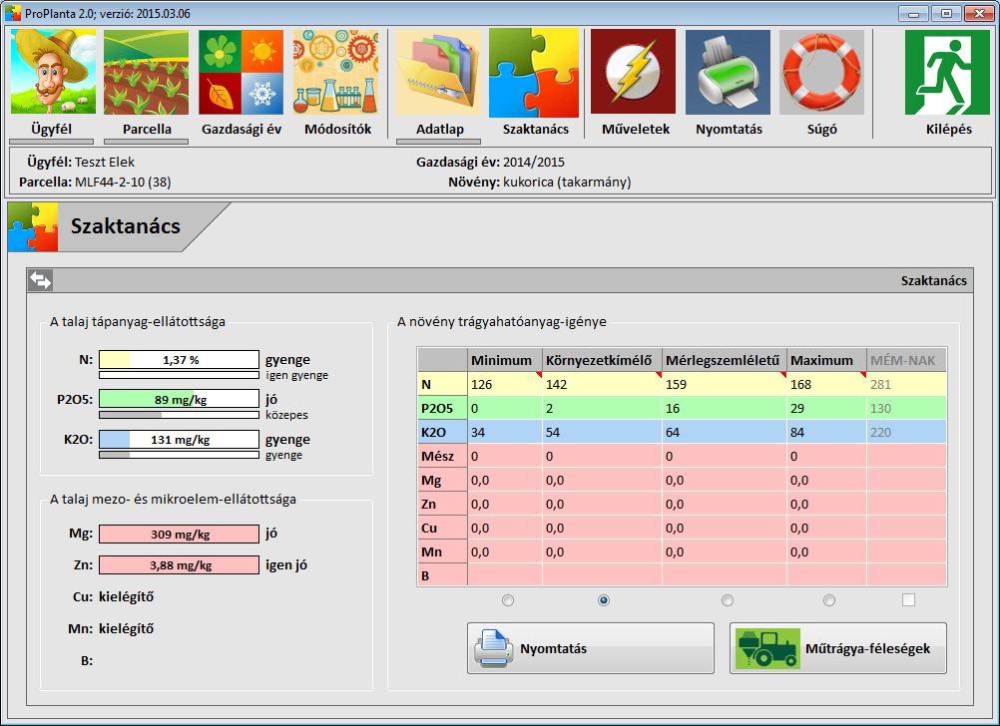 ProPlanta 2.0; verzió: 2015.03.06
Ügyfél Parcella Gazdasági év Módosítók Adatlap Szaktanács Műveletek Nyomtatás Súgó Kilépés
Ügyfél: Teszt Elek Gazdasági év: 2014/2015
Parcella: MLF44-2-10 (38) Növény: kukorica (takarmány)
Szaktanács
Szaktanács
A talaj tápanyag-ellátottsága
N: 1,37 % gyenge
igen gyenge
P2O5: 89 mg/kg jó
közepes
K2O: 131 mg/kg gyenge
gyenge
A talaj mezo- és mikroelem-ellátottsága
Mg: 309 mg/kg jó
Zn: 3,88 mg/kg igen jó
Cu: kielégítő
Mn: kielégítő
B:
A növény trágyahatóanyag-igénye
Minimum Környezetkímélő Mérlegszemléletű Maximum MÉM-NAK
N 126 142 159 168 281
P2O5 0 2 16 29 130
K2O 34 54 64 84 220
Mész 0 0 0 0
Mg 0,0 0,0 0,0 0,0
Zn 0,0 0,0 0,0 0,0
Cu 0,0 0,0 0,0 0,0
Mn 0,0 0,0 0,0 0,0
B
Nyomtatás Műtrágya-féleségek